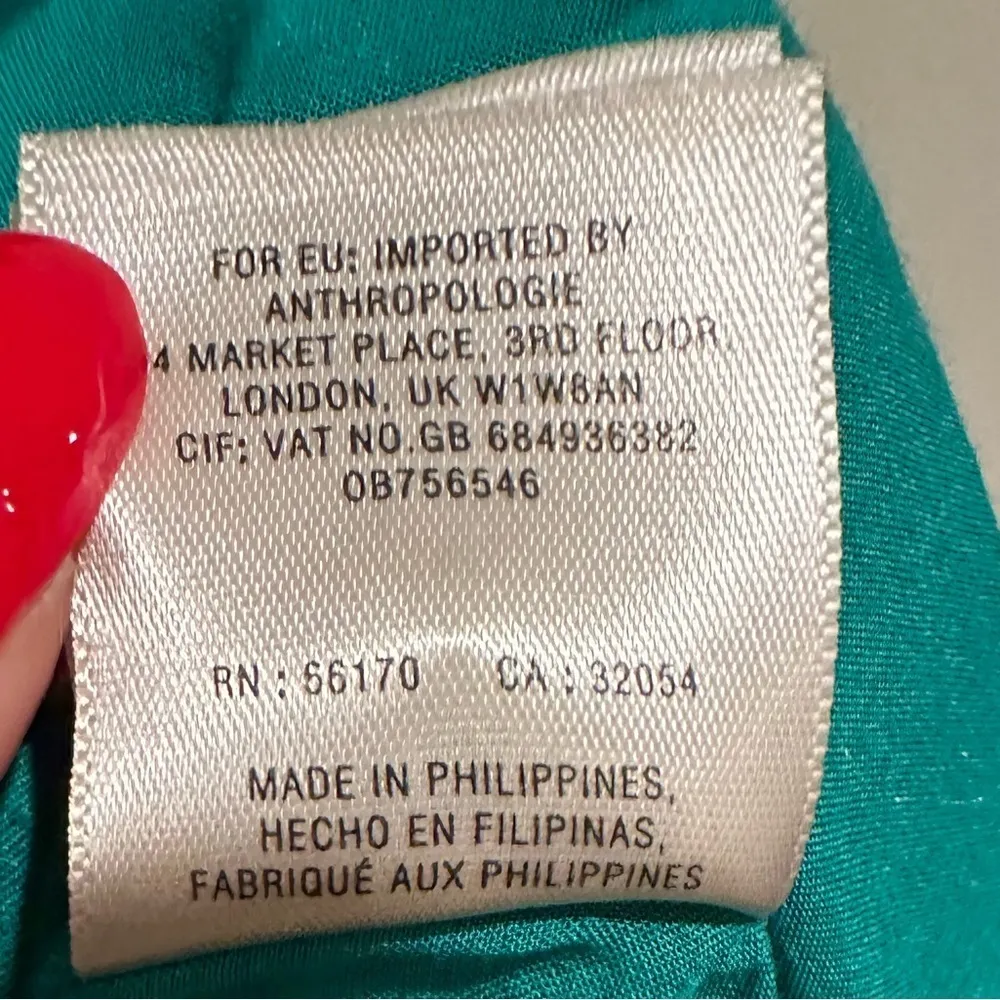 FOR EU: IMPORTED BY
ANTHROPOLOGIE
4 MARKET PLACE, 3RD FLOOR,
LONDON, UK W1W8AN
CIF: VAT NO.GB 684936382
OB756546
RN : 66170 CA : 32054
MADE IN PHILIPPINES,
HECHO EN FILIPINAS,
FABRIQUÉ AUX PHILIPPINES